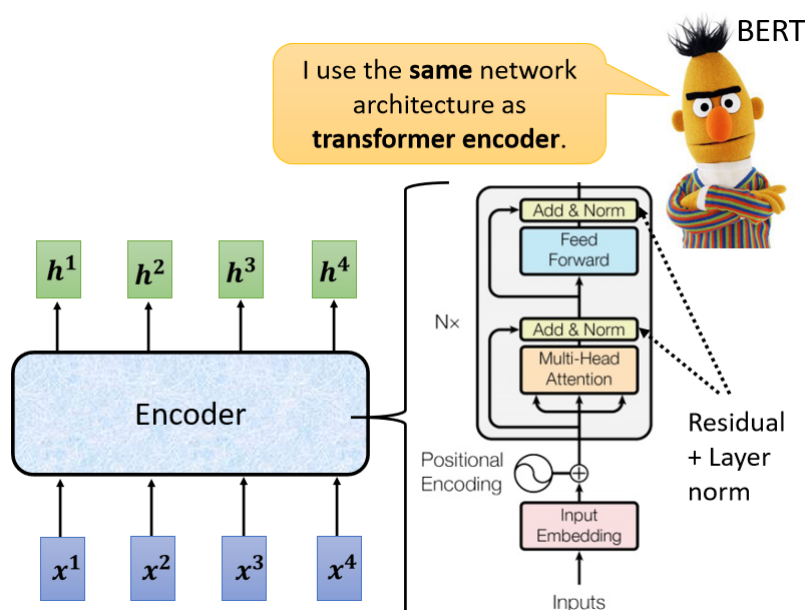 BERT
I use the same network
architecture as
transformer encoder.
h¹ h² h³ h⁴
Encoder
x¹ x² x³ x⁴
Add & Norm
Feed
Forward
N×
Add & Norm
Multi-Head
Attention
Positional
Encoding
Input
Embedding
Inputs
Residual
+ Layer
norm